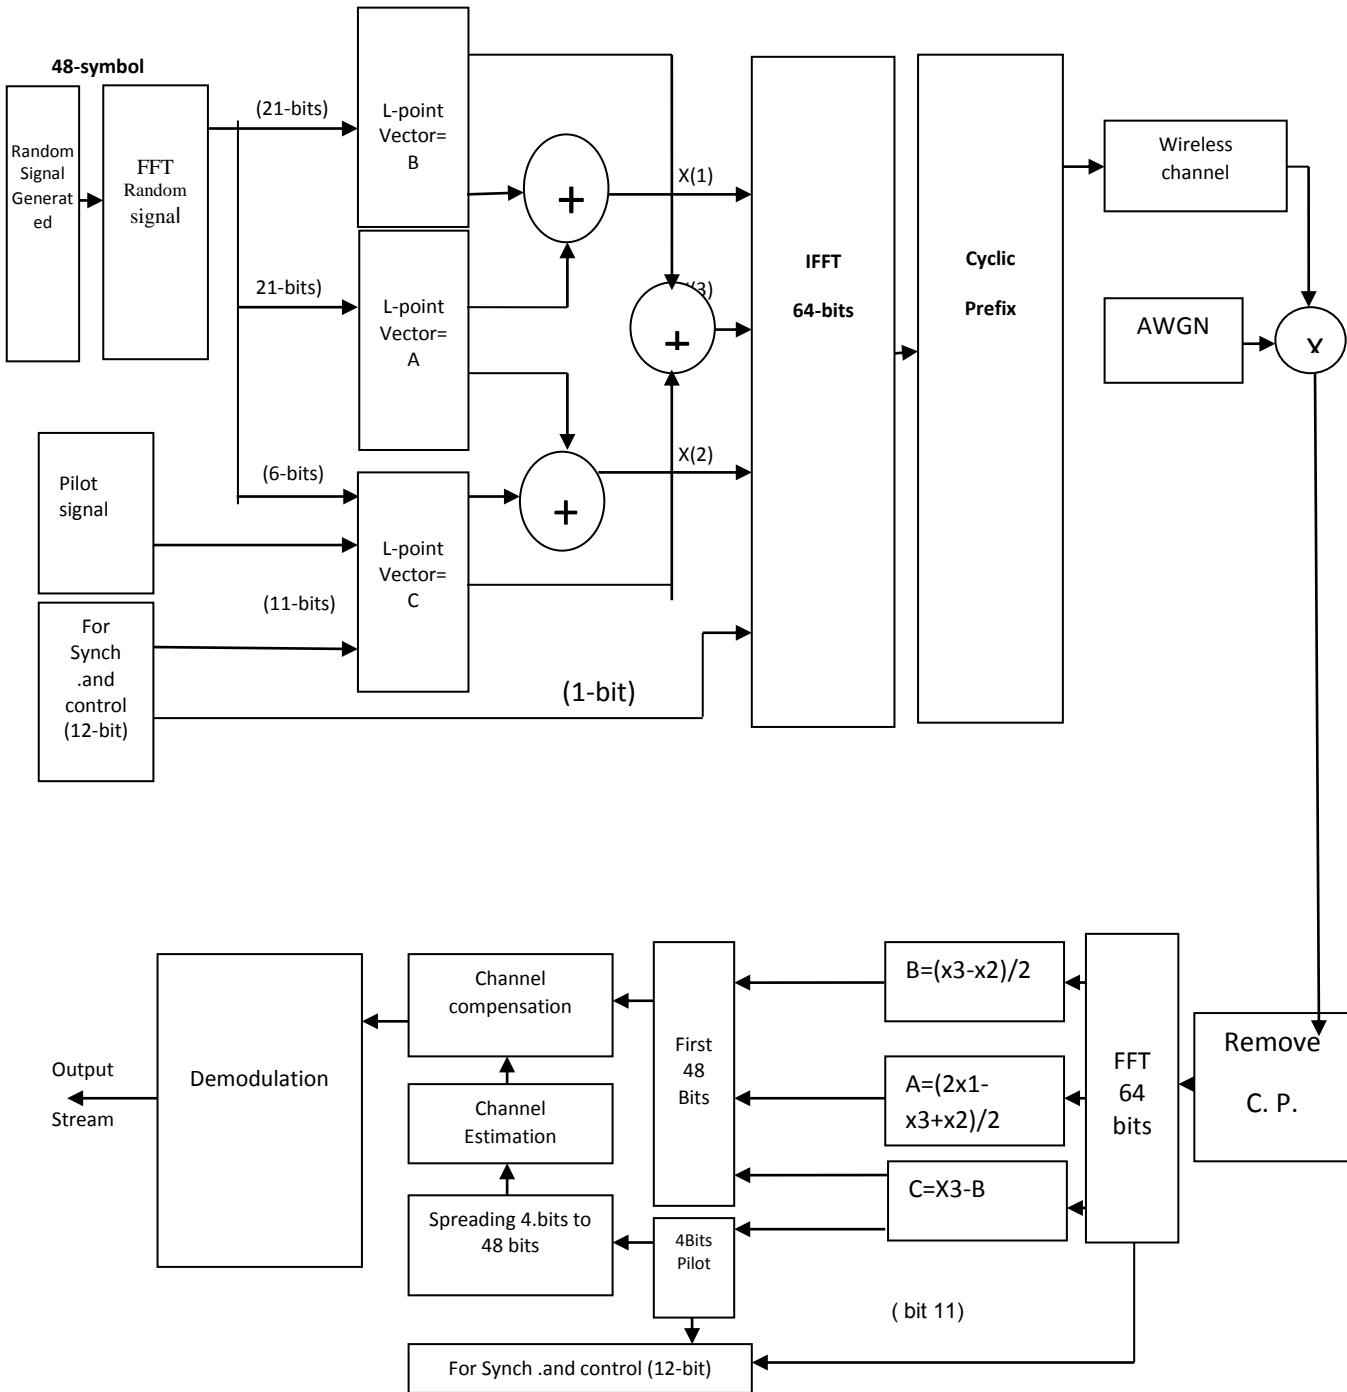 48-symbol
Random
Signal
Generat
ed
FFT
Random
signal
(21-bits)
21-bits)
(6-bits)
(11-bits)
(1-bit)
L-point
Vector=
B
L-point
Vector=
A
L-point
Vector=
C
Pilot
signal
For
Synch
.and
control
(12-bit)
+
+
+
X(1)
X(2)
IFFT
64-bits
Cyclic
Prefix
Wireless
channel
AWGN
Remove
C. P.
FFT
64
bits
B=(x3-x2)/2
A=(2x1-
x3+x2)/2
C=X3-B
( bit 11)
First
48
Bits
4Bits
Pilot
Channel
compensation
Channel
Estimation
Spreading 4.bits to
48 bits
For Synch .and control (12-bit)
Demodulation
Output
Stream